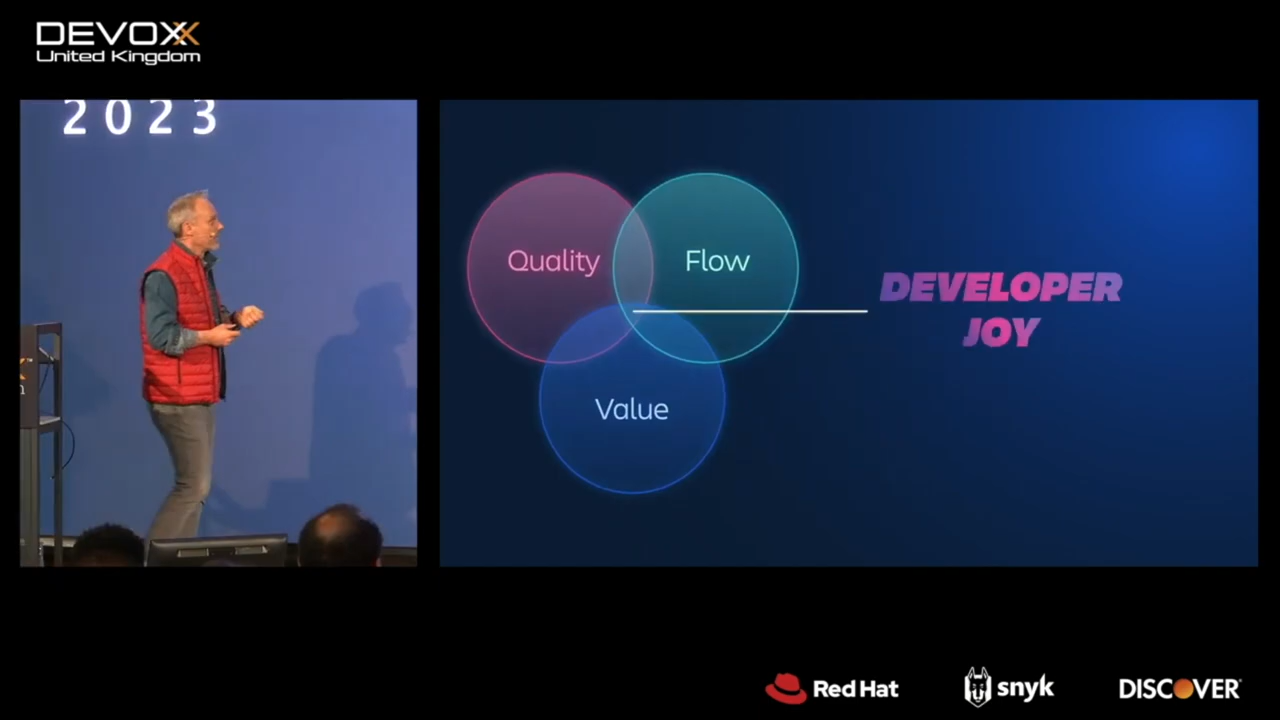 DEVOXX
United Kingdom
2023
Quality
Flow
DEVELOPER
JOY
Value
Red Hat
snyk
DISCOVER